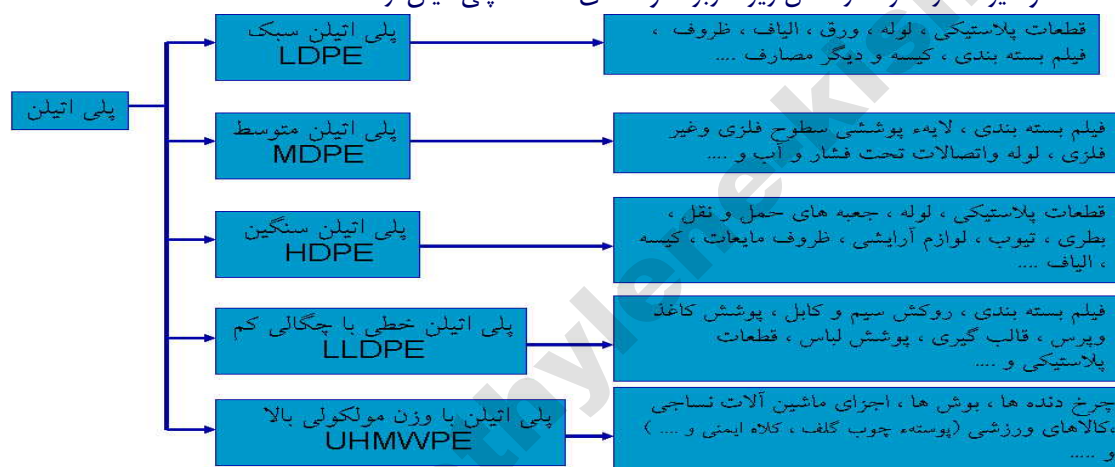 پلی اتیلن
پلی اتیلن سبک
LDPE
قطعات پلاستیکی ، لوله ، ورق ، الیاف ، ظروف ،
فیلم بسته بندی ، کیسه و دیگر مصارف ....
پلی اتیلن متوسط
MDPE
فیلم بسته بندی ، لایهء پوششی سطوح فلزی وغیر
فلزی ، لوله واتصالات تحت فشار و آب و ....
پلی اتیلن سنگین
HDPE
قطعات پلاستیکی ، لوله ، جعبه های حمل و نقل ،
بطری ، تیوب ، لوازم آرایشی ، ظروف مایعات ، کیسه
، الیاف ....
پلی اتیلن خطی با چگالی کم
LLDPE
فیلم بسته بندی ، روکش سیم و کابل ، پوشش کاغذ
وپرس ، قالب گیری ، پوشش لباس ، قطعات
پلاستیکی و ....
پلی اتیلن با وزن مولکولی بالا
UHMWPE
چرخ دنده ها ، بوش ها ، اجزای ماشین آلات نساجی
،کالاهای ورزشی (پوستهء چوب گلف ، کلاه ایمنی و .... )
و .....